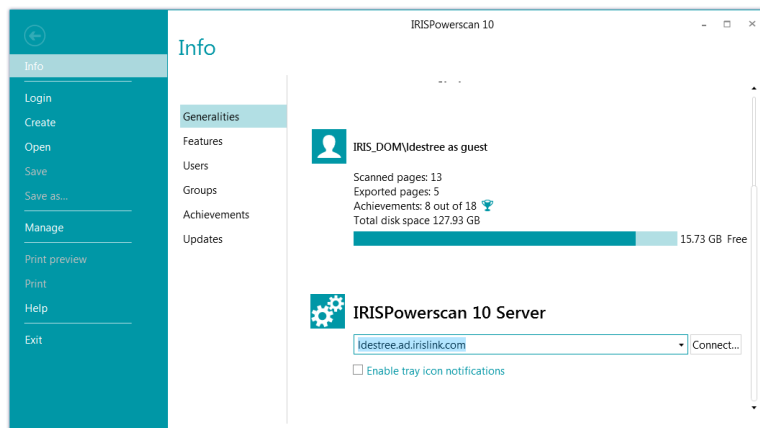 IRISPowerscan 10
Info
Info
Login
Create
Open
Save
Save as...
Manage
Print preview
Print
Help
Exit
Generalities
Features
Users
Groups
Achievements
Updates
IRIS_DOM\ldestree as guest
Scanned pages: 13
Exported pages: 5
Achievements: 8 out of 18
Total disk space 127.93 GB
15.73 GB Free
IRISPowerscan 10 Server
ldestree.ad.irislink.com
Connect...
Enable tray icon notifications